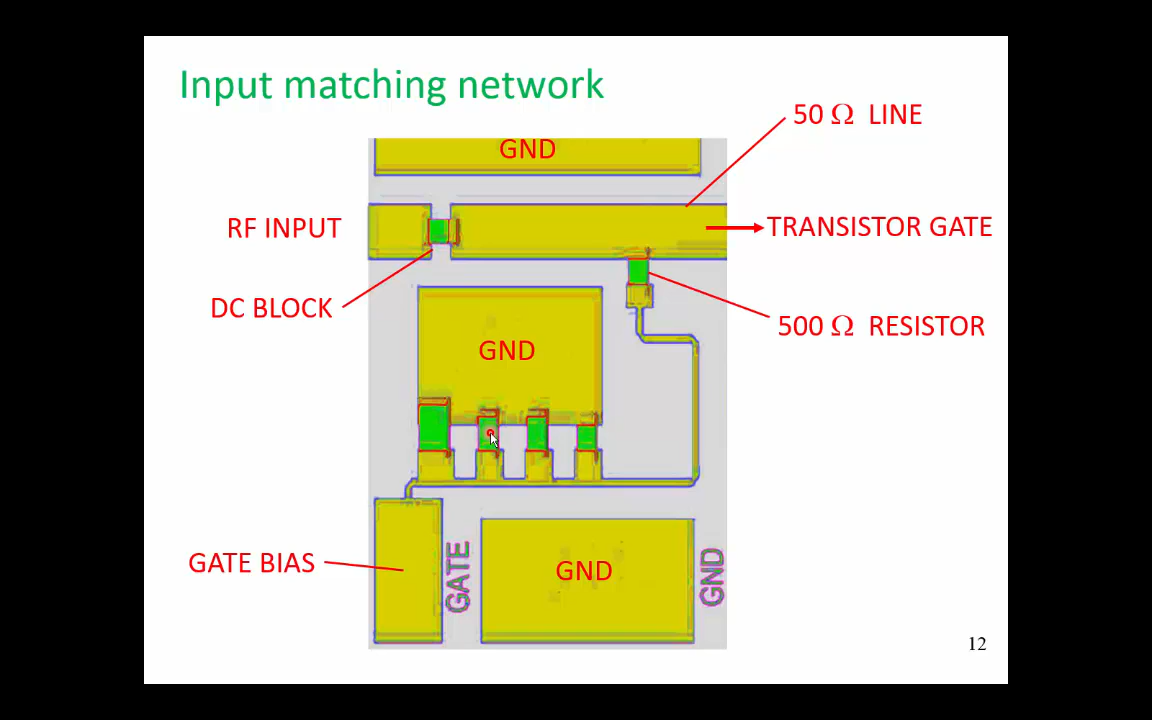 Input matching network
50 Ω LINE
GND
RF INPUT
TRANSISTOR GATE
DC BLOCK
500 Ω RESISTOR
GND
GATE BIAS
GATE
GND
GND
12